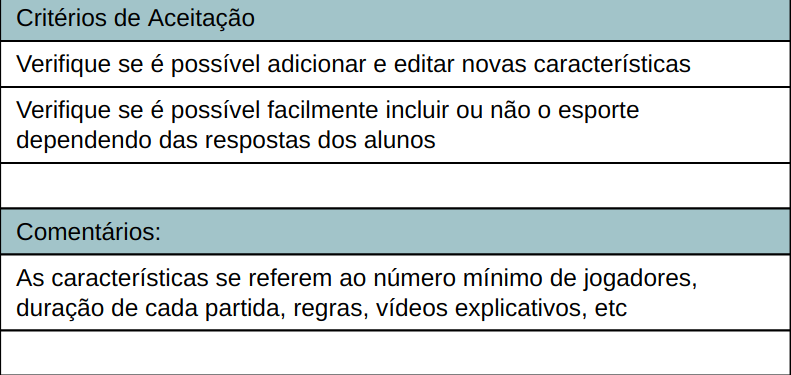 Critérios de Aceitação
Verifique se é possível adicionar e editar novas características
Verifique se é possível facilmente incluir ou não o esporte
dependendo das respostas dos alunos
Comentários:
As características se referem ao número mínimo de jogadores,
duração de cada partida, regras, vídeos explicativos, etc